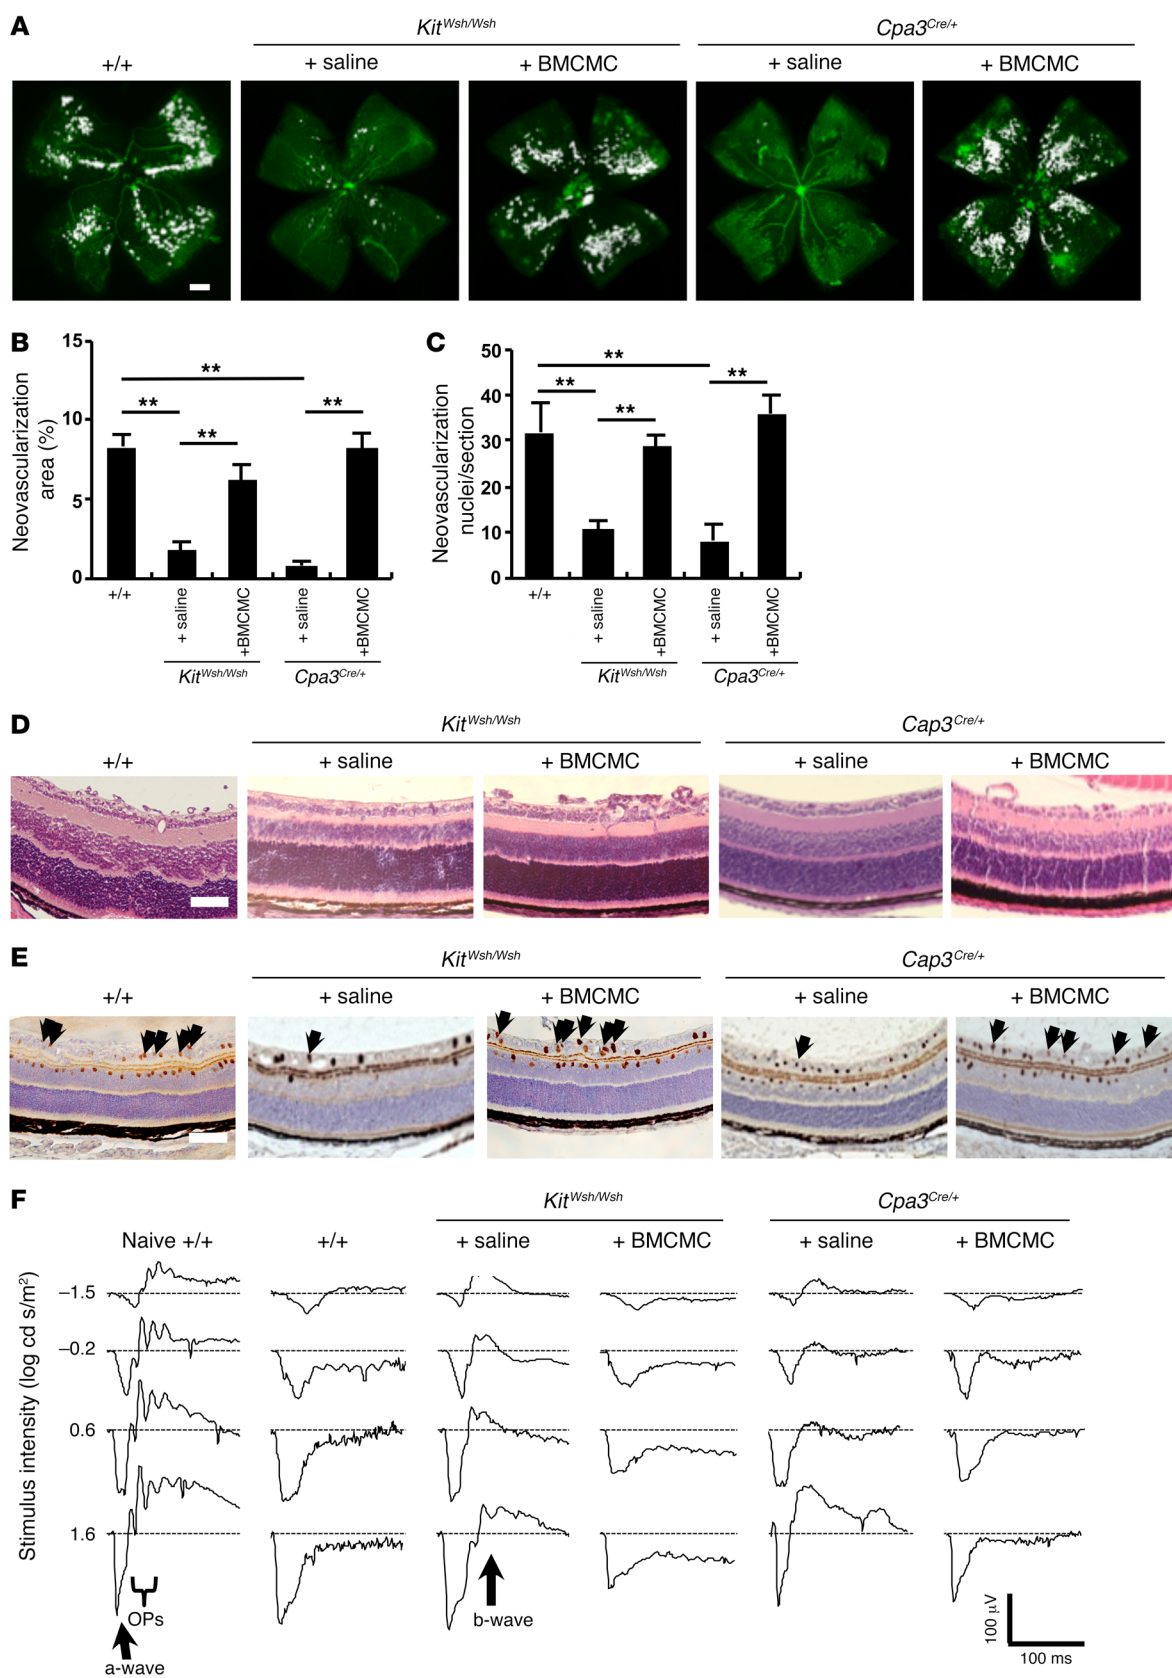 A
Kit^Wsh/Wsh
Cpa3^Cre/+
+/+
+ saline
+ BMCMC
+ saline
+ BMCMC
B
Neovascularization
area (%)
15
10
5
0
**
**
**
**
+/+
+ saline
+BMCMC
+ saline
+BMCMC
Kit^Wsh/Wsh
Cpa3^Cre/+
C
Neovascularization
nuclei/section
50
40
30
20
10
0
**
**
**
**
+/+
+ saline
+BMCMC
+ saline
+BMCMC
Kit^Wsh/Wsh
Cpa3^Cre/+
D
Kit^Wsh/Wsh
Cap3^Cre/+
+/+
+ saline
+ BMCMC
+ saline
+ BMCMC
E
Kit^Wsh/Wsh
Cap3^Cre/+
+/+
+ saline
+ BMCMC
+ saline
+ BMCMC
F
Kit^Wsh/Wsh
Cpa3^Cre/+
Naive +/+
+/+
+ saline
+ BMCMC
+ saline
+ BMCMC
Stimulus intensity (log cd s/m²)
–1.5
–0.2
0.6
1.6
OPs
a-wave
b-wave
100 μV
100 ms